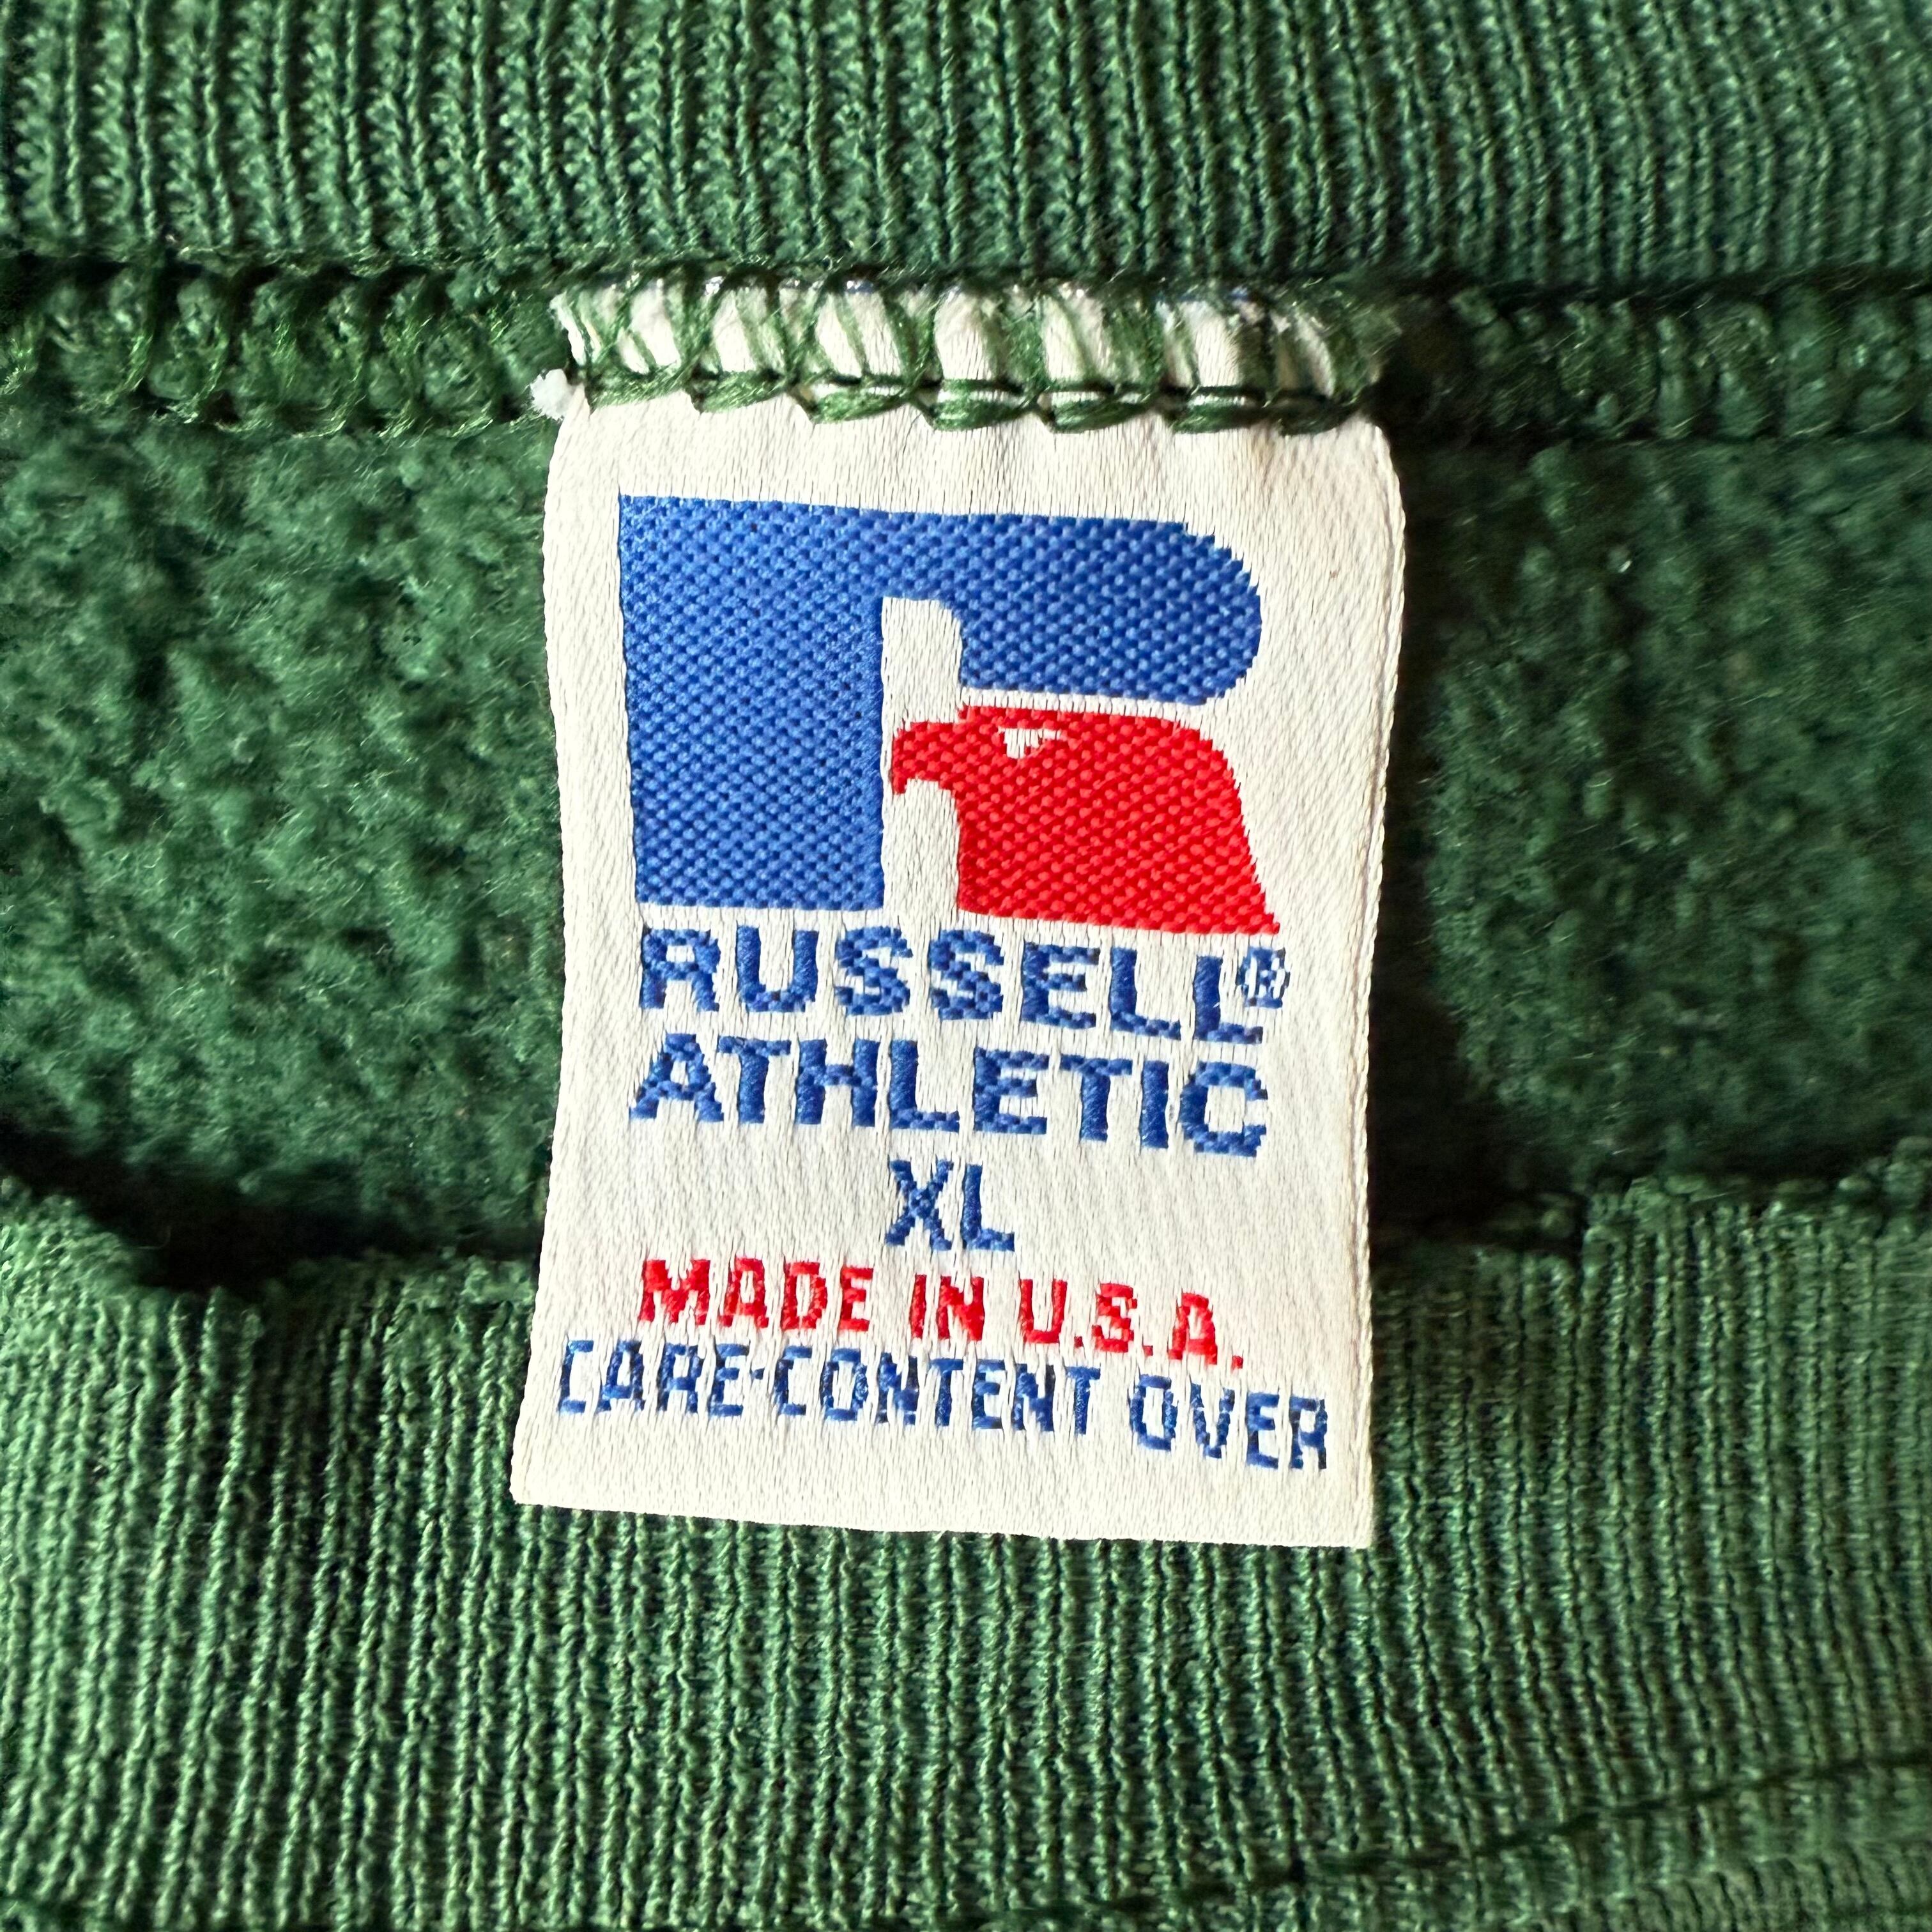 RUSSELL®
ATHLETIC
XL
MADE IN U.S.A.
CARE·CONTENT OVER